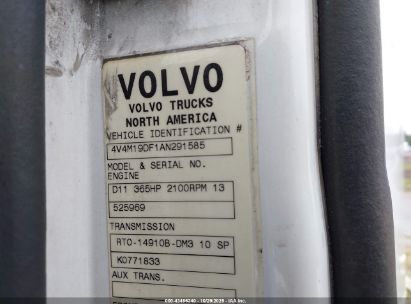 VOLVO
VOLVO TRUCKS
NORTH AMERICA
VEHICLE IDENTIFICATION #
4V4M19DF1AN291585
MODEL & SERIAL NO.
ENGINE
D11 365HP 2100RPM 13
525969
TRANSMISSION
RTO-14910B-DM3 10 SP
K0771833
AUX TRANS.